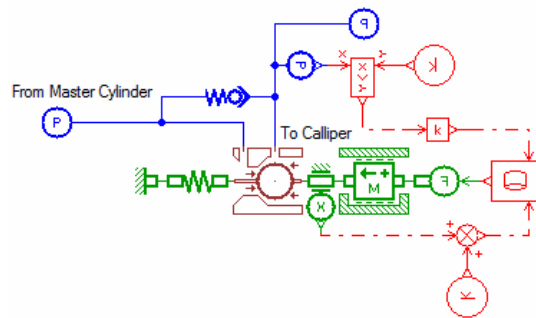 P
P
X
Y
k
X>Y
From Master Cylinder
P
k
To Calliper
M
F
X
+
+
k